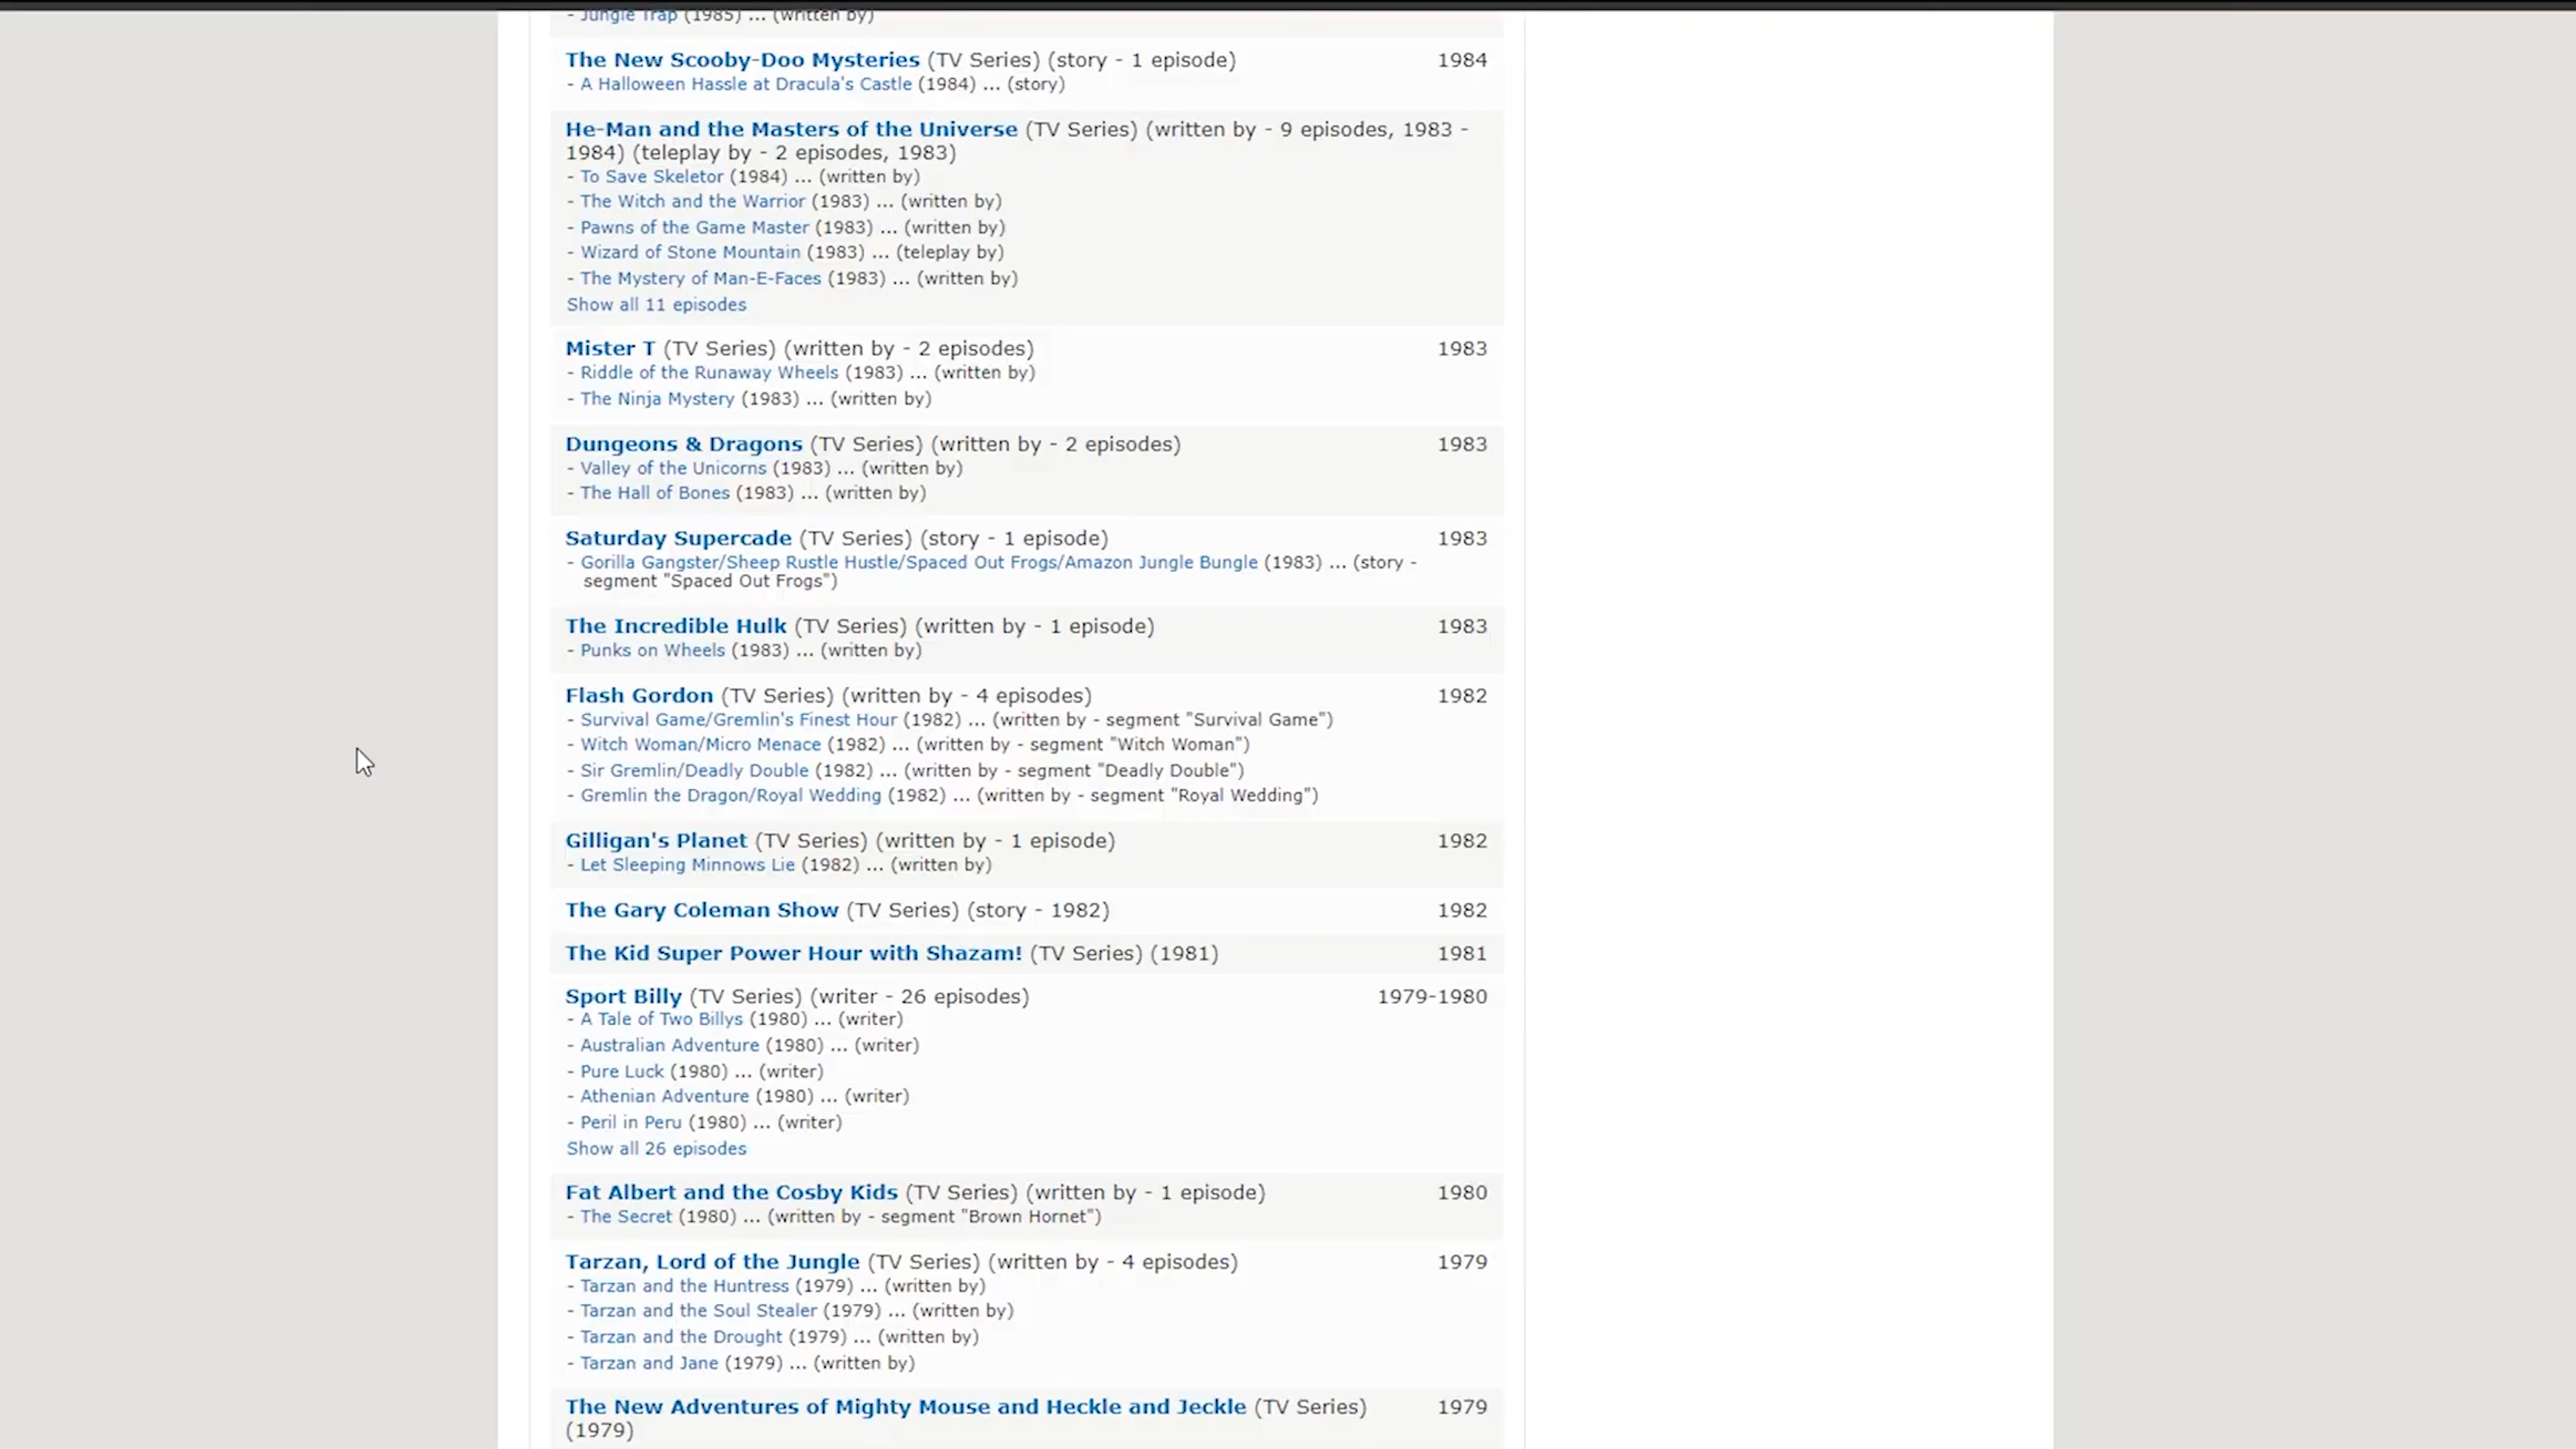 - Jungle Trap (1985) ... (written by)
The New Scooby-Doo Mysteries (TV Series) (story - 1 episode) 1984
- A Halloween Hassle at Dracula's Castle (1984) ... (story)
He-Man and the Masters of the Universe (TV Series) (written by - 9 episodes, 1983 -
1984) (teleplay by - 2 episodes, 1983)
- To Save Skeletor (1984) ... (written by)
- The Witch and the Warrior (1983) ... (written by)
- Pawns of the Game Master (1983) ... (written by)
- Wizard of Stone Mountain (1983) ... (teleplay by)
- The Mystery of Man-E-Faces (1983) ... (written by)
Show all 11 episodes
Mister T (TV Series) (written by - 2 episodes) 1983
- Riddle of the Runaway Wheels (1983) ... (written by)
- The Ninja Mystery (1983) ... (written by)
Dungeons & Dragons (TV Series) (written by - 2 episodes) 1983
- Valley of the Unicorns (1983) ... (written by)
- The Hall of Bones (1983) ... (written by)
Saturday Supercade (TV Series) (story - 1 episode) 1983
- Gorilla Gangster/Sheep Rustle Hustle/Spaced Out Frogs/Amazon Jungle Bungle (1983) ... (story -
segment "Spaced Out Frogs")
The Incredible Hulk (TV Series) (written by - 1 episode) 1983
- Punks on Wheels (1983) ... (written by)
Flash Gordon (TV Series) (written by - 4 episodes) 1982
- Survival Game/Gremlin's Finest Hour (1982) ... (written by - segment "Survival Game")
- Witch Woman/Micro Menace (1982) ... (written by - segment "Witch Woman")
- Sir Gremlin/Deadly Double (1982) ... (written by - segment "Deadly Double")
- Gremlin the Dragon/Royal Wedding (1982) ... (written by - segment "Royal Wedding")
Gilligan's Planet (TV Series) (written by - 1 episode) 1982
- Let Sleeping Minnows Lie (1982) ... (written by)
The Gary Coleman Show (TV Series) (story - 1982) 1982
The Kid Super Power Hour with Shazam! (TV Series) (1981) 1981
Sport Billy (TV Series) (writer - 26 episodes) 1979-1980
- A Tale of Two Billys (1980) ... (writer)
- Australian Adventure (1980) ... (writer)
- Pure Luck (1980) ... (writer)
- Athenian Adventure (1980) ... (writer)
- Peril in Peru (1980) ... (writer)
Show all 26 episodes
Fat Albert and the Cosby Kids (TV Series) (written by - 1 episode) 1980
- The Secret (1980) ... (written by - segment "Brown Hornet")
Tarzan, Lord of the Jungle (TV Series) (written by - 4 episodes) 1979
- Tarzan and the Huntress (1979) ... (written by)
- Tarzan and the Soul Stealer (1979) ... (written by)
- Tarzan and the Drought (1979) ... (written by)
- Tarzan and Jane (1979) ... (written by)
The New Adventures of Mighty Mouse and Heckle and Jeckle (TV Series) 1979
(1979)